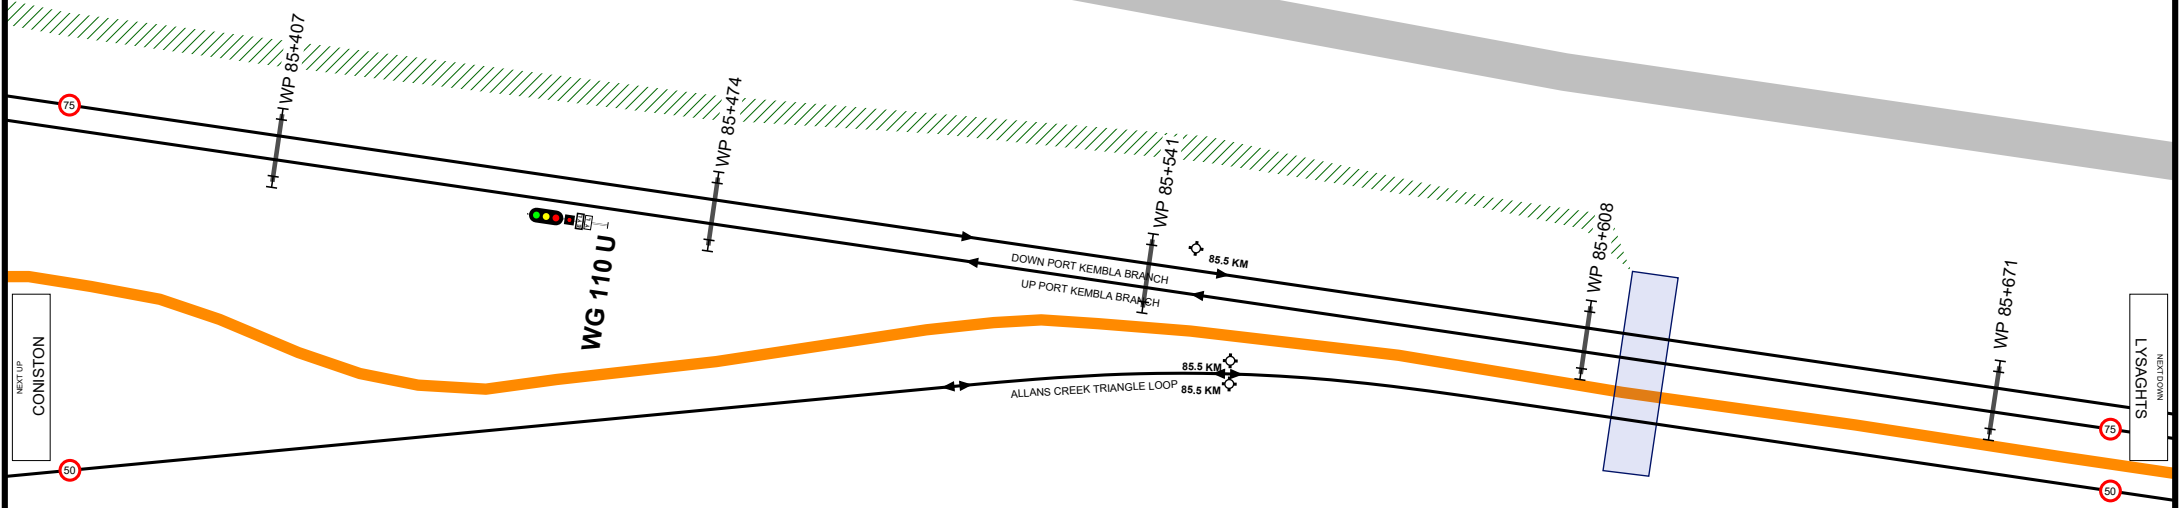 WP 85+407
WP 85+474
WP 85+541
WP 85+608
WP 85+671
75
WG 110 U
85.5 KM
DOWN PORT KEMBLA BRANCH
UP PORT KEMBLA BRANCH
85.5 KM
ALLANS CREEK TRIANGLE LOOP
85.5 KM
NEXT UP
CONISTON
NEXT DOWN
LYSAGHTS
75
50
50